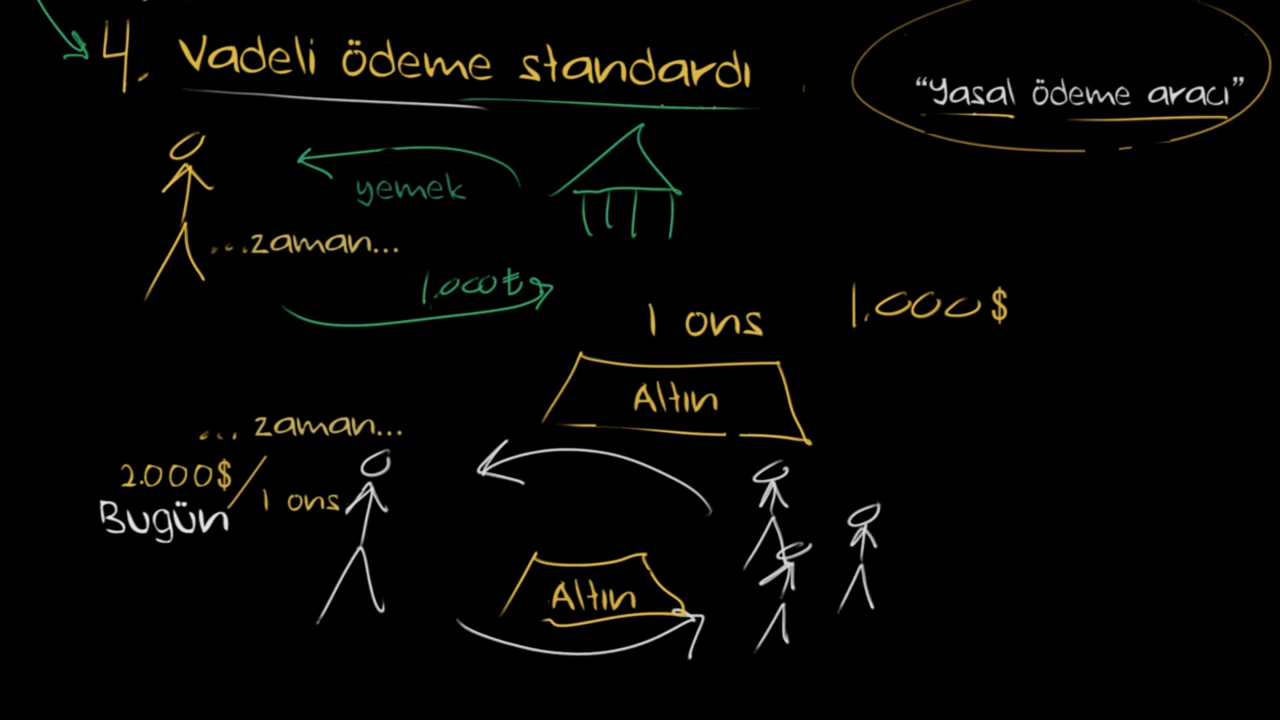 4. Vadeli ödeme standardı
“Yasal ödeme aracı”
yemek
...zaman...
1.000₺
1 ons
1.000$
Altın
... zaman...
2.000$/1 ons
Bugün
Altın